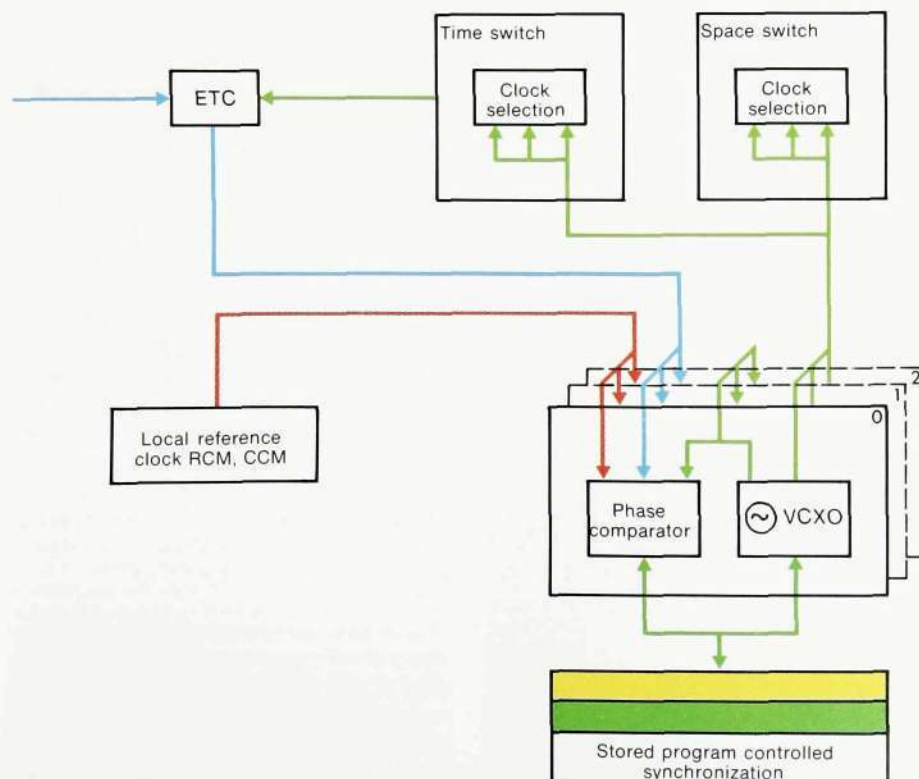 Time switch
Space switch
Clock
selection
Clock
selection
ETC
Local reference
clock RCM, CCM
2
1
0
Phase
comparator
VCXO
Stored program controlled
synchronization